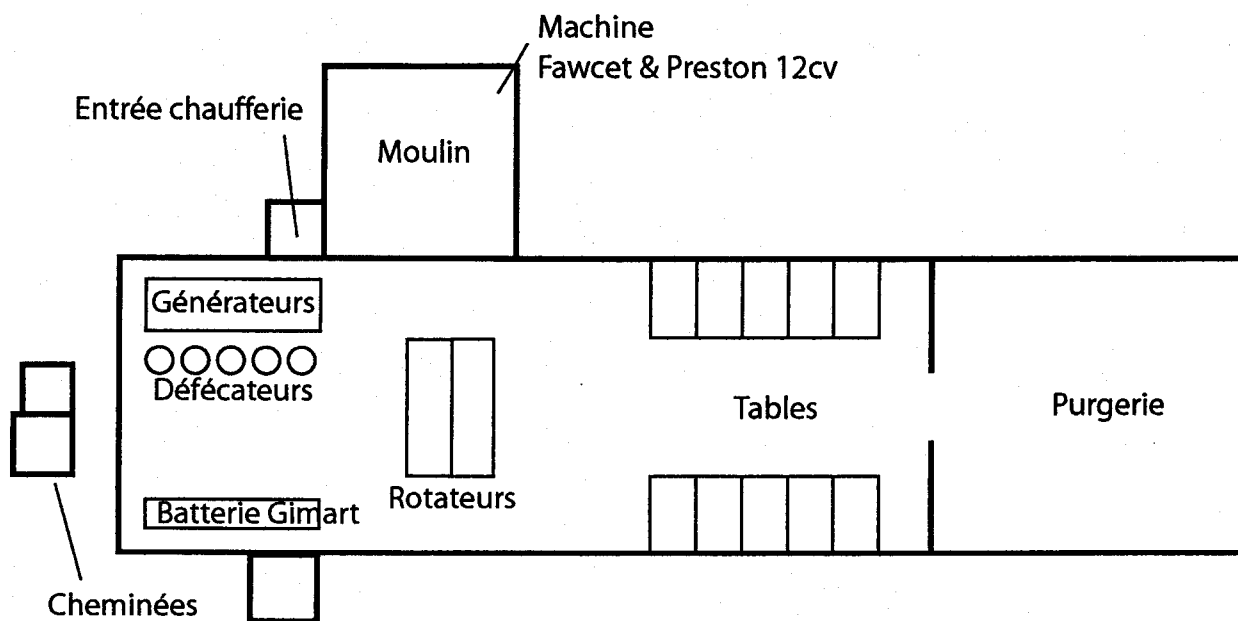 Machine
Fawcet & Preston 12cv
Entrée chaufferie
Moulin
Générateurs
Défécateurs
Tables
Purgerie
Rotateurs
Batterie Gimart
Cheminées